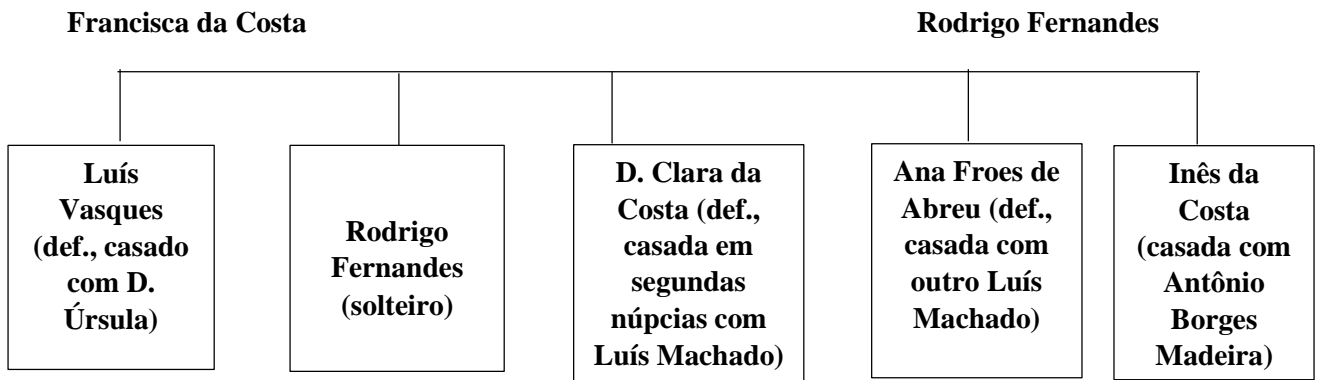 Francisca da Costa
Rodrigo Fernandes
Luís
Vasques
(def., casado
com D.
Úrsula)
Rodrigo
Fernandes
(solteiro)
D. Clara da
Costa (def.,
casada em
segundas
núpcias com
Luís Machado)
Ana Froes de
Abreu (def.,
casada com
outro Luís
Machado)
Inês da
Costa
(casada com
Antônio
Borges
Madeira)